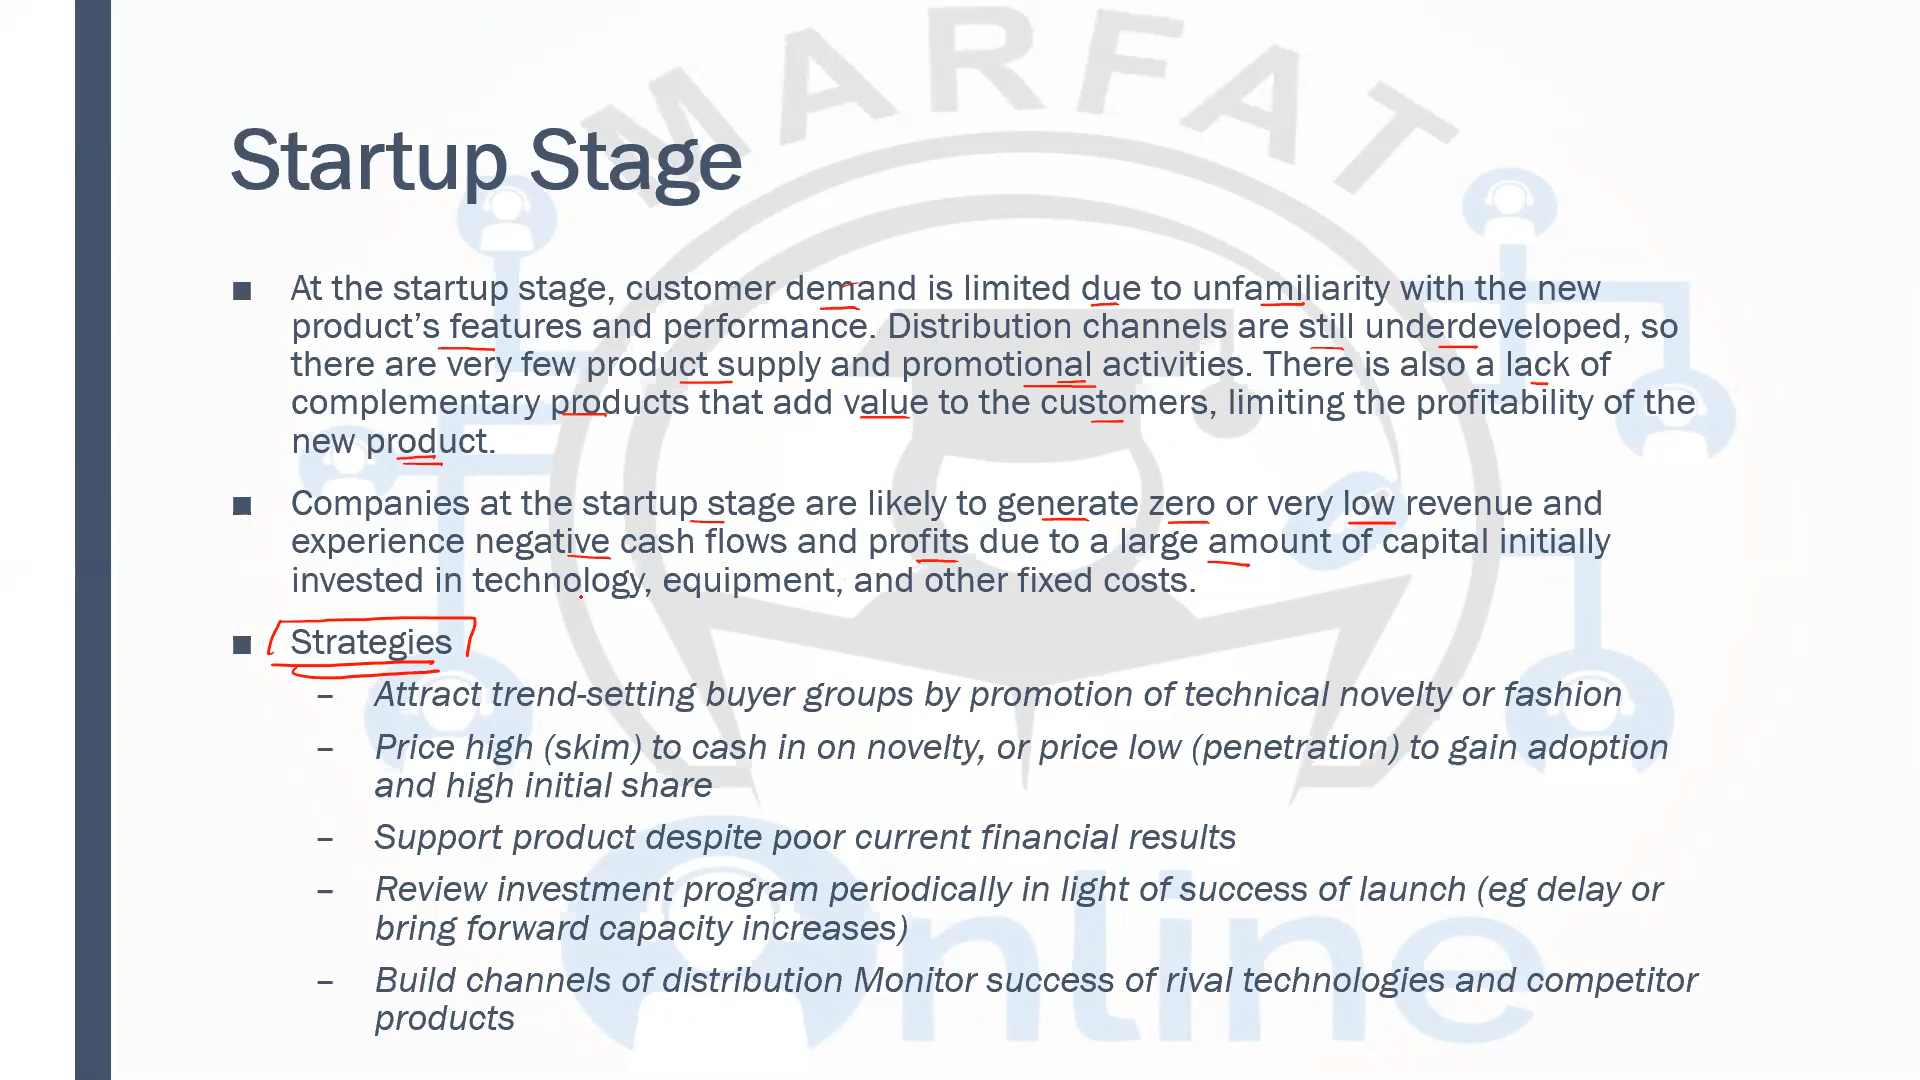 MARFAT
Startup Stage
■ At the startup stage, customer demand is limited due to unfamiliarity with the new
product’s features and performance. Distribution channels are still underdeveloped, so
there are very few product supply and promotional activities. There is also a lack of
complementary products that add value to the customers, limiting the profitability of the
new product.
■ Companies at the startup stage are likely to generate zero or very low revenue and
experience negative cash flows and profits due to a large amount of capital initially
invested in technology, equipment, and other fixed costs.
■ Strategies
– Attract trend-setting buyer groups by promotion of technical novelty or fashion
– Price high (skim) to cash in on novelty, or price low (penetration) to gain adoption
and high initial share
– Support product despite poor current financial results
– Review investment program periodically in light of success of launch (eg delay or
bring forward capacity increases)
– Build channels of distribution Monitor success of rival technologies and competitor
products
Online